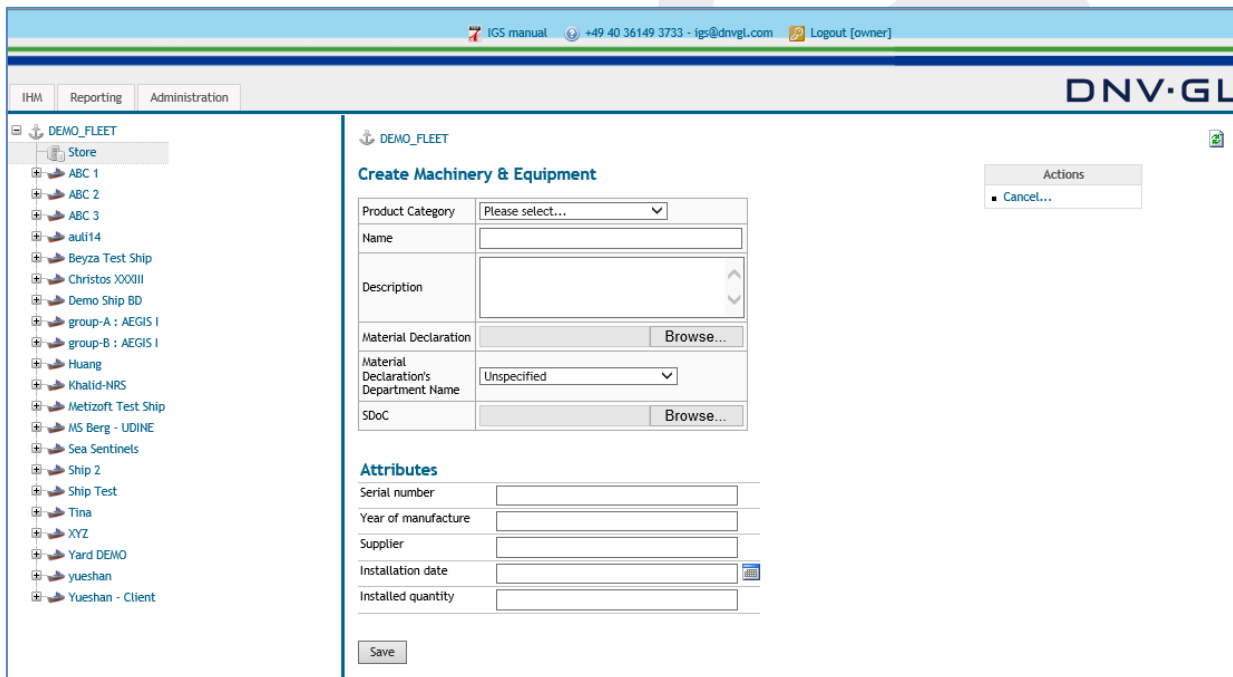 IGS manual +49 40 36149 3733 - igs@dnvgl.com Logout [owner]
IHM Reporting Administration
DNV·GL
DEMO_FLEET
Store
ABC 1
ABC 2
ABC 3
auli14
Beyza Test Ship
Christos XXXIII
Demo Ship BD
group-A : AEGIS I
group-B : AEGIS I
Huang
Khalid-NRS
Metizoft Test Ship
MS Berg - UDINE
Sea Sentinels
Ship 2
Ship Test
Tina
XYZ
Yard DEMO
yueshan
Yueshan - Client
DEMO_FLEET
Create Machinery & Equipment
Product Category Please select...
Name
Description
Material Declaration Browse...
Material
Declaration's
Department Name
Unspecified
SDoC Browse...
Attributes
Serial number
Year of manufacture
Supplier
Installation date
Installed quantity
Save
Actions
Cancel...